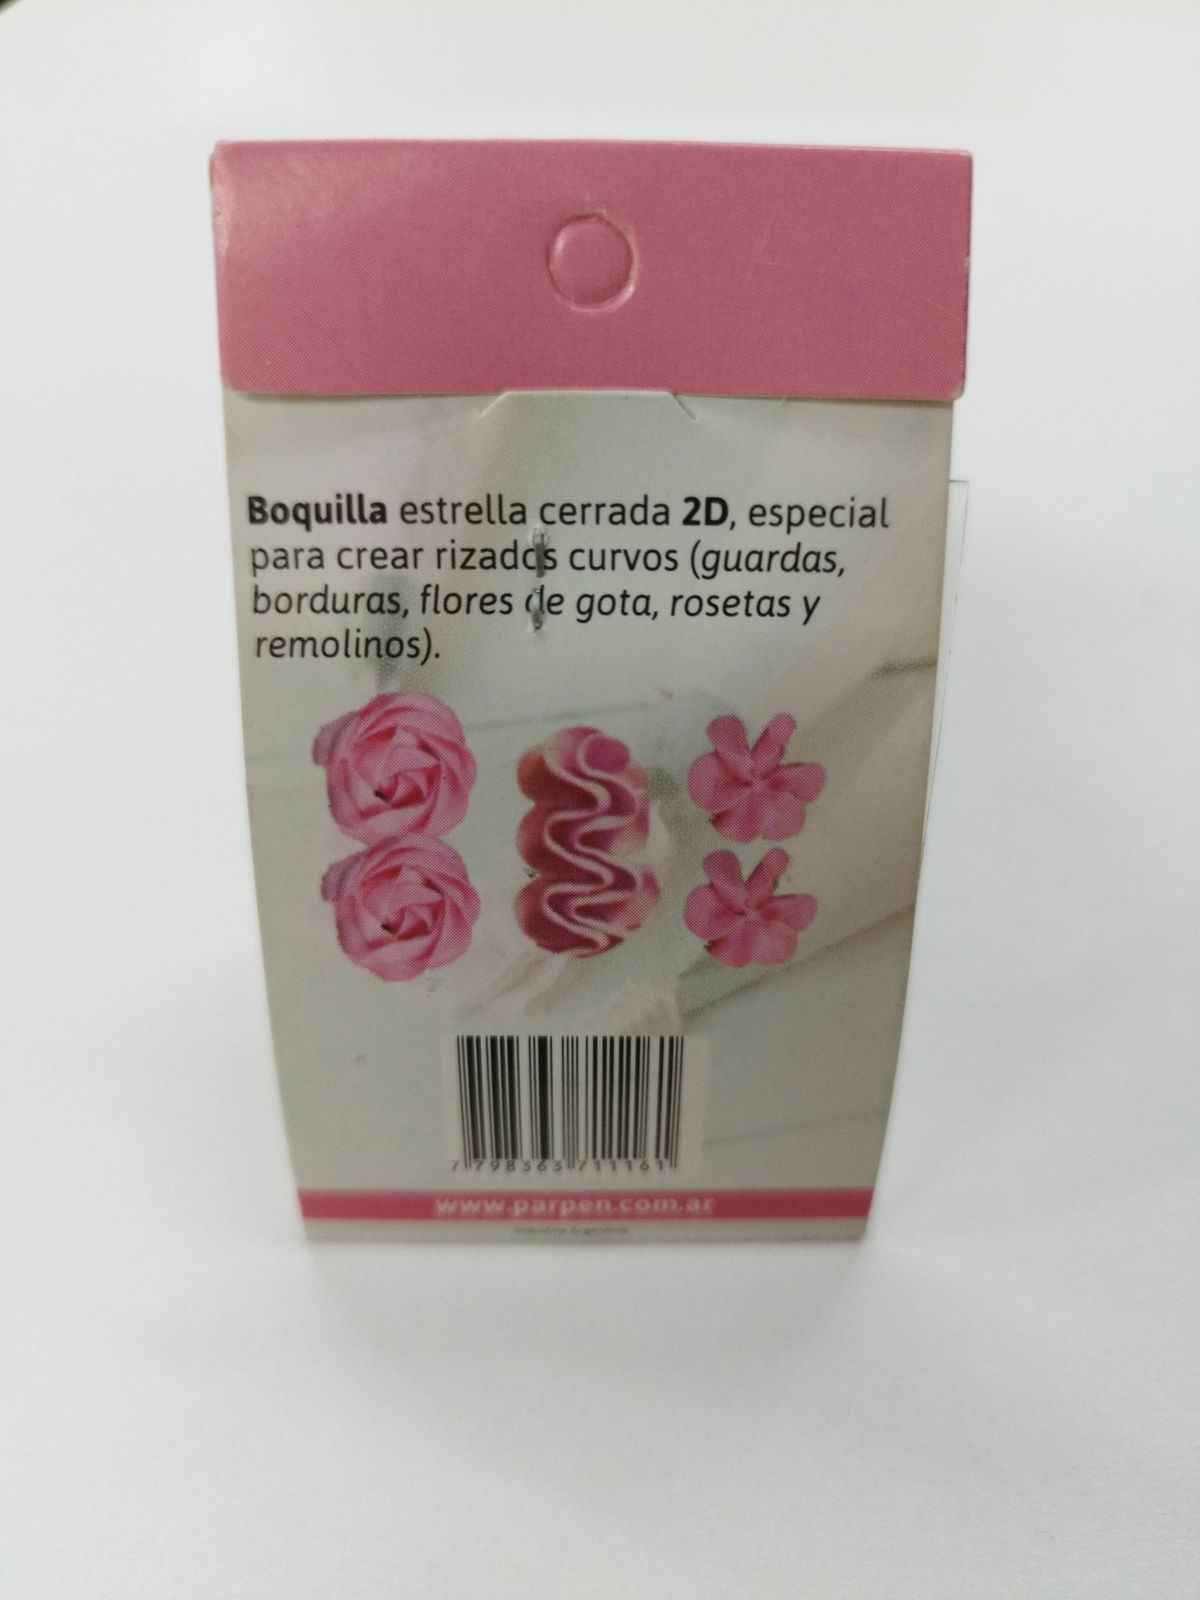 Boquilla estrella cerrada 2D, especial
para crear rizados curvos (guardas,
borduras, flores de gota, rosetas y
remolinos).
7 798363 711161
www.parpen.com.ar
Industria Argentina